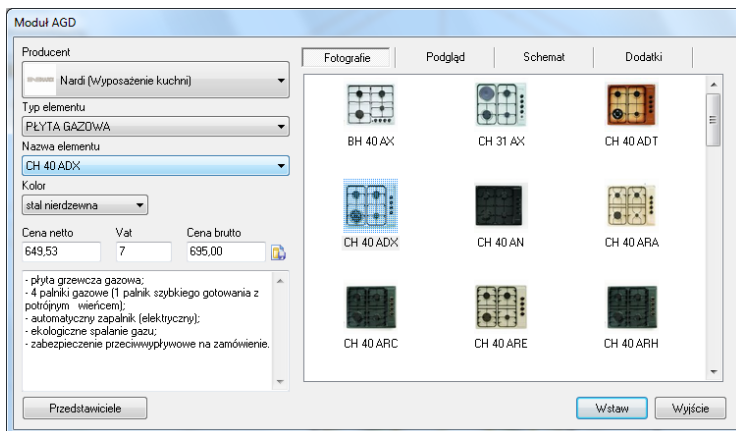 Moduł AGD
Producent
Nardi (Wyposażenie kuchni)
Typ elementu
PŁYTA GAZOWA
Nazwa elementu
CH 40 ADX
Kolor
stal nierdzewna
Cena netto Vat Cena brutto
649,53 7 695,00
- płyta grzewcza gazowa;
- 4 palniki gazowe (1 palnik szybkiego gotowania z
potrójnym wieńcem);
- automatyczny zapalnik (elektryczny);
- ekologiczne spalanie gazu;
- zabezpieczenie przeciwwypływowe na zamówienie.
Przedstawiciele
Fotografie Podgląd Schemat Dodatki
BH 40 AX CH 31 AX CH 40 ADT
CH 40 ADX CH 40 AN CH 40 ARA
CH 40 ARC CH 40 ARE CH 40 ARH
Wstaw Wyjście